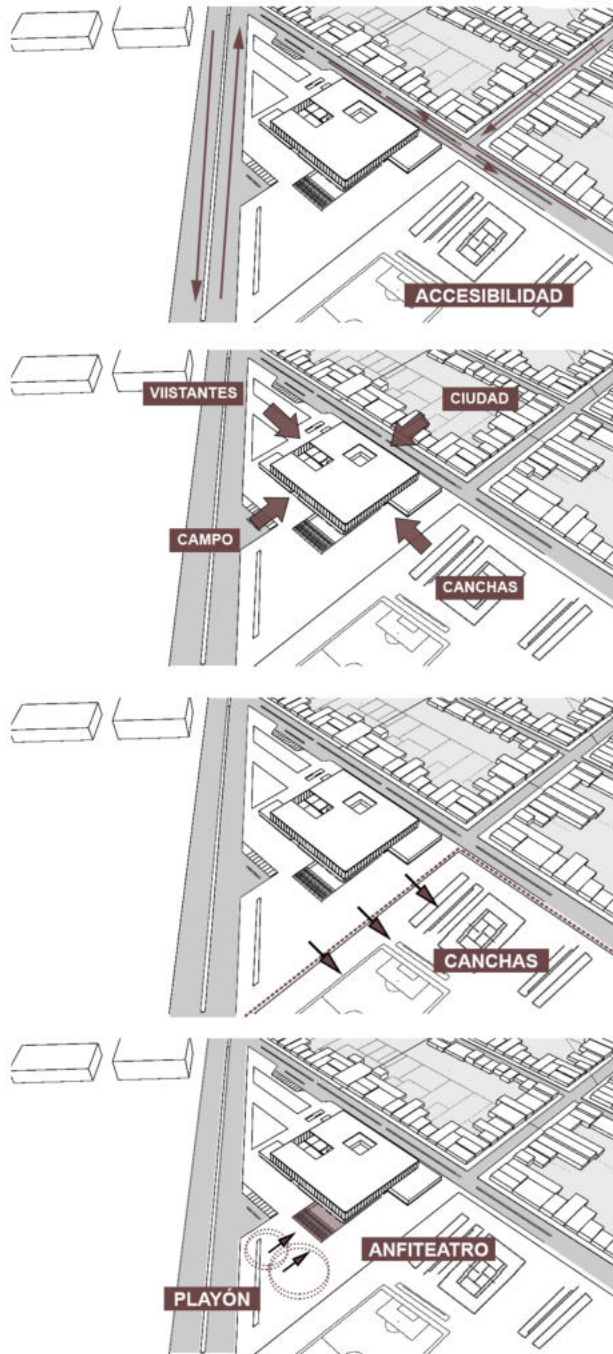 ACCESIBILIDAD
VIISTANTES
CIUDAD
CAMPO
CANCHAS
CANCHAS
ANFITEATRO
PLAYÓN